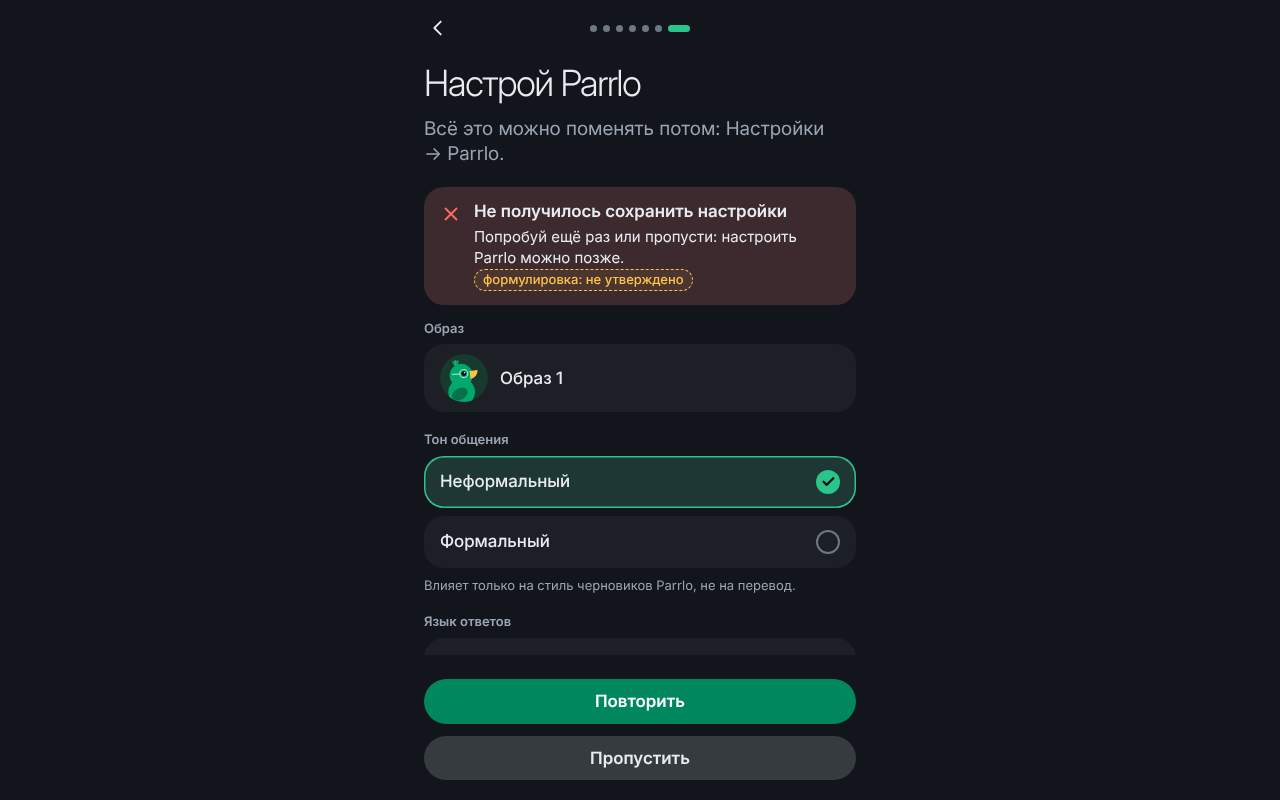 Настрой Parrlo
Всё это можно поменять потом: Настройки
→ Parrlo.
Не получилось сохранить настройки
Попробуй ещё раз или пропусти: настроить
Parrlo можно позже.
формулировка: не утверждено
Образ
Образ 1
Тон общения
Неформальный
Формальный
Влияет только на стиль черновиков Parrlo, не на перевод.
Язык ответов
Повторить
Пропустить